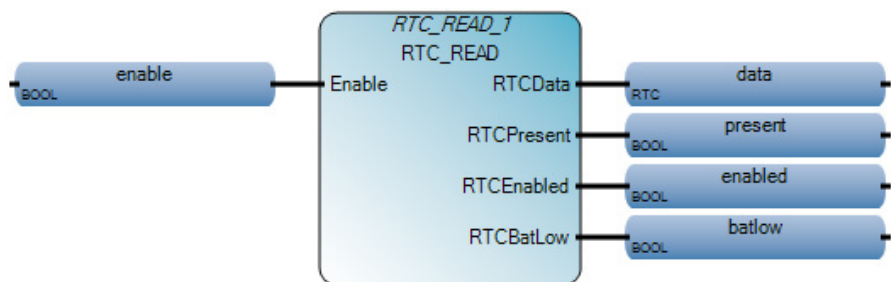 RTC_READ_1
RTC_READ
enable
BOOL
Enable
RTCData
data
RTC
RTCPresent
present
BOOL
RTCEnabled
enabled
BOOL
RTCBatLow
batlow
BOOL